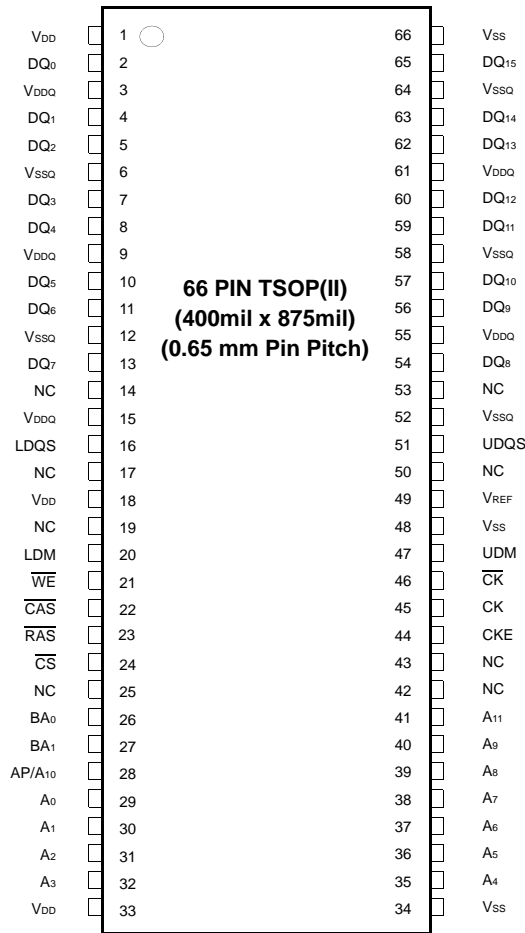 VDD 1 66 VSS
DQ0 2 65 DQ15
VDDQ 3 64 VSSQ
DQ1 4 63 DQ14
DQ2 5 62 DQ13
VSSQ 6 61 VDDQ
DQ3 7 60 DQ12
DQ4 8 59 DQ11
VDDQ 9 58 VSSQ
DQ5 10 57 DQ10
DQ6 11 56 DQ9
VSSQ 12 55 VDDQ
DQ7 13 54 DQ8
NC 14 53 NC
VDDQ 15 52 VSSQ
LDQS 16 51 UDQS
NC 17 50 NC
VDD 18 49 VREF
NC 19 48 VSS
LDM 20 47 UDM
W̅E̅ 21 46 C̅K̅
C̅A̅S̅ 22 45 CK
R̅A̅S̅ 23 44 CKE
C̅S̅ 24 43 NC
NC 25 42 NC
BA0 26 41 A11
BA1 27 40 A9
AP/A10 28 39 A8
A0 29 38 A7
A1 30 37 A6
A2 31 36 A5
A3 32 35 A4
VDD 33 34 VSS
66 PIN TSOP(II)
(400mil x 875mil)
(0.65 mm Pin Pitch)